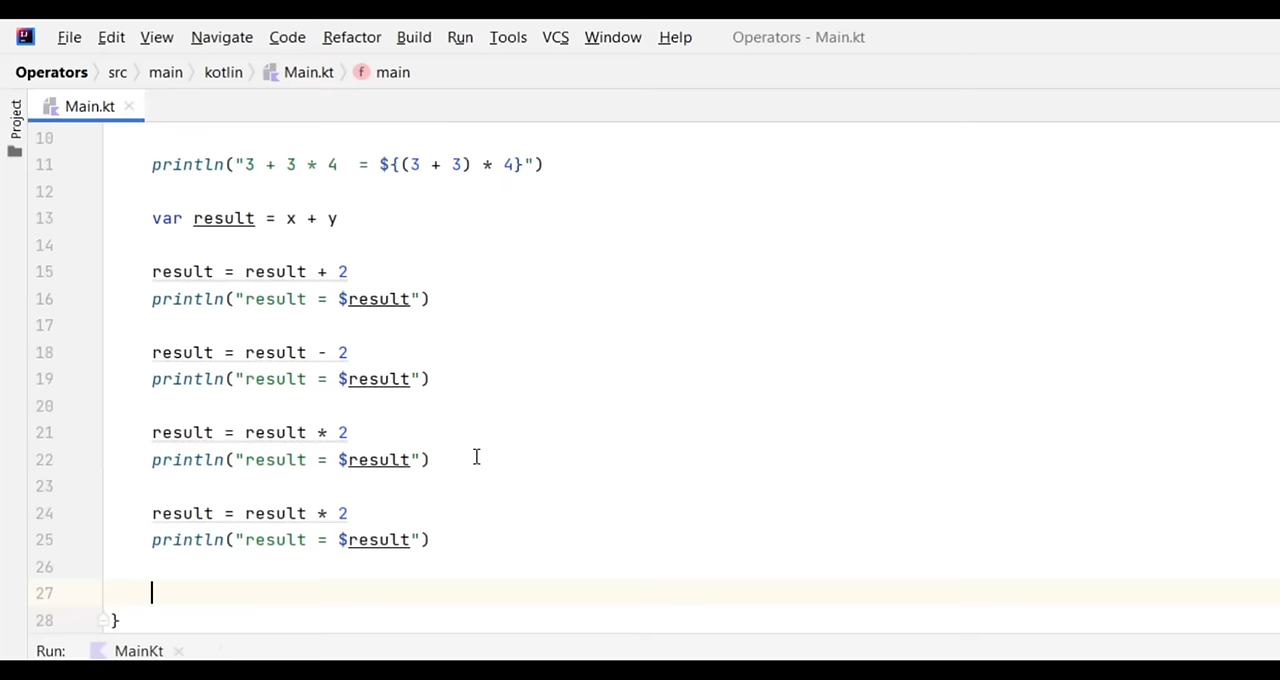 File Edit View Navigate Code Refactor Build Run Tools VCS Window Help Operators - Main.kt
Operators src main kotlin Main.kt f main
Main.kt
Project
10
11 println("3 + 3 * 4  = ${(3 + 3) * 4}")
12
13 var result = x + y
14
15 result = result + 2
16 println("result = $result")
17
18 result = result - 2
19 println("result = $result")
20
21 result = result * 2
22 println("result = $result")
23
24 result = result * 2
25 println("result = $result")
26
27
28 }
Run: MainKt